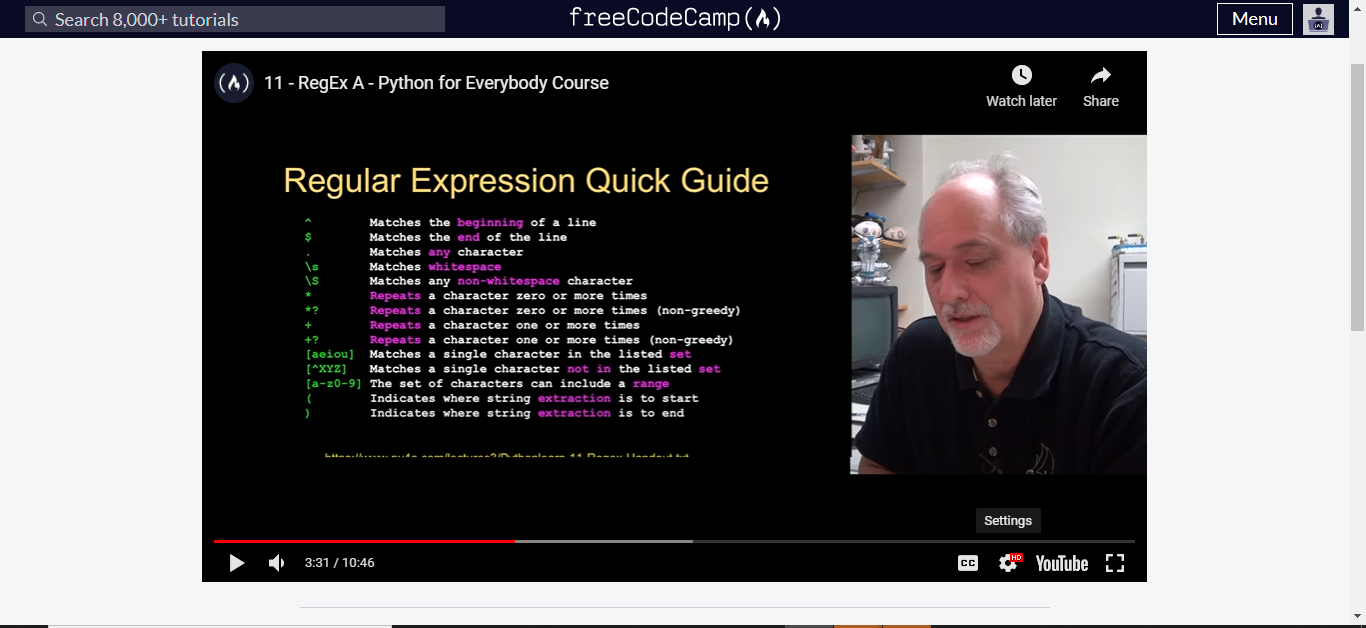 Search 8,000+ tutorials
freeCodeCamp
Menu
11 - RegEx A - Python for Everybody Course
Watch later
Share
Regular Expression Quick Guide
^ Matches the beginning of a line
$ Matches the end of the line
. Matches any character
\s Matches whitespace
\S Matches any non-whitespace character
* Repeats a character zero or more times
*? Repeats a character zero or more times (non-greedy)
+ Repeats a character one or more times
+? Repeats a character one or more times (non-greedy)
[aeiou] Matches a single character in the listed set
[^XYZ] Matches a single character not in the listed set
[a-z0-9] The set of characters can include a range
( Indicates where string extraction is to start
) Indicates where string extraction is to end
Settings
3:31 / 10:46
CC
HD
YouTube